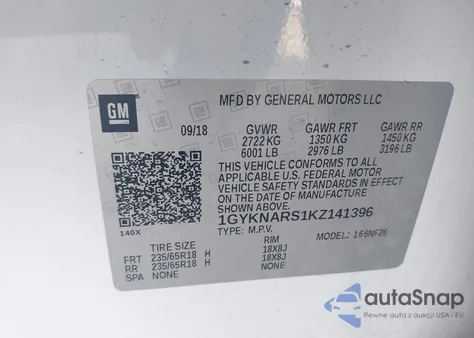 GM
MFD BY GENERAL MOTORS LLC
09/18 GVWR GAWR FRT GAWR RR
2722 KG 1350 KG 1450 KG
6001 LB 2976 LB 3196 LB
THIS VEHICLE CONFORMS TO ALL
APPLICABLE U.S. FEDERAL MOTOR
VEHICLE SAFETY STANDARDS IN
EFFECT ON THE DATE OF MANUFACTURE
SHOWN ABOVE.
1GYKNARS1KZ141396
140X TYPE: M.P.V. MODEL: 166NF26
TIRE SIZE RIM
FRT 235/65R18 H 18X8J
RR 235/65R18 H 18X8J
SPA NONE NONE
autoSnap
Pewne auta z aukcji USA i EU